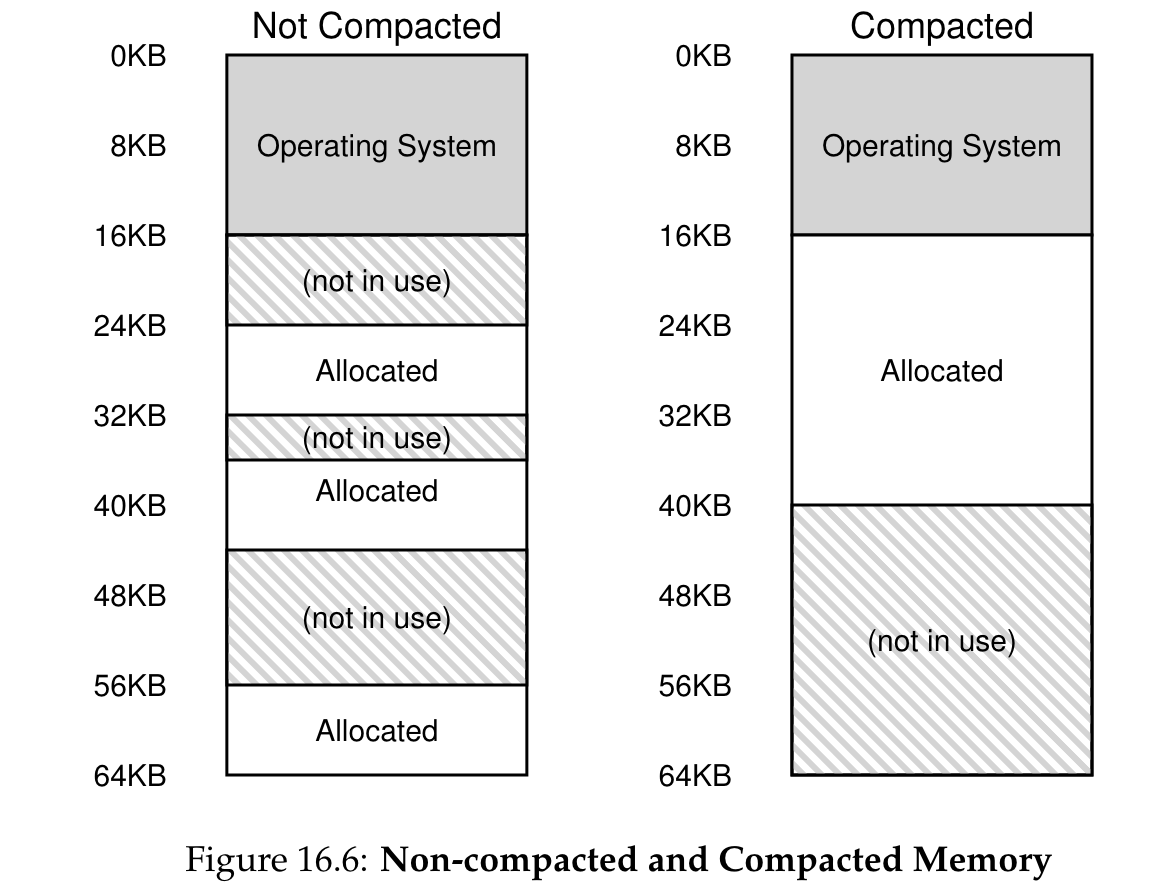 Not Compacted
0KB
Operating System
8KB
16KB
(not in use)
24KB
Allocated
32KB
(not in use)
Allocated
40KB
48KB
(not in use)
56KB
Allocated
64KB
Compacted
0KB
8KB
Operating System
16KB
24KB
Allocated
32KB
40KB
48KB
(not in use)
56KB
64KB
Figure 16.6: Non-compacted and Compacted Memory